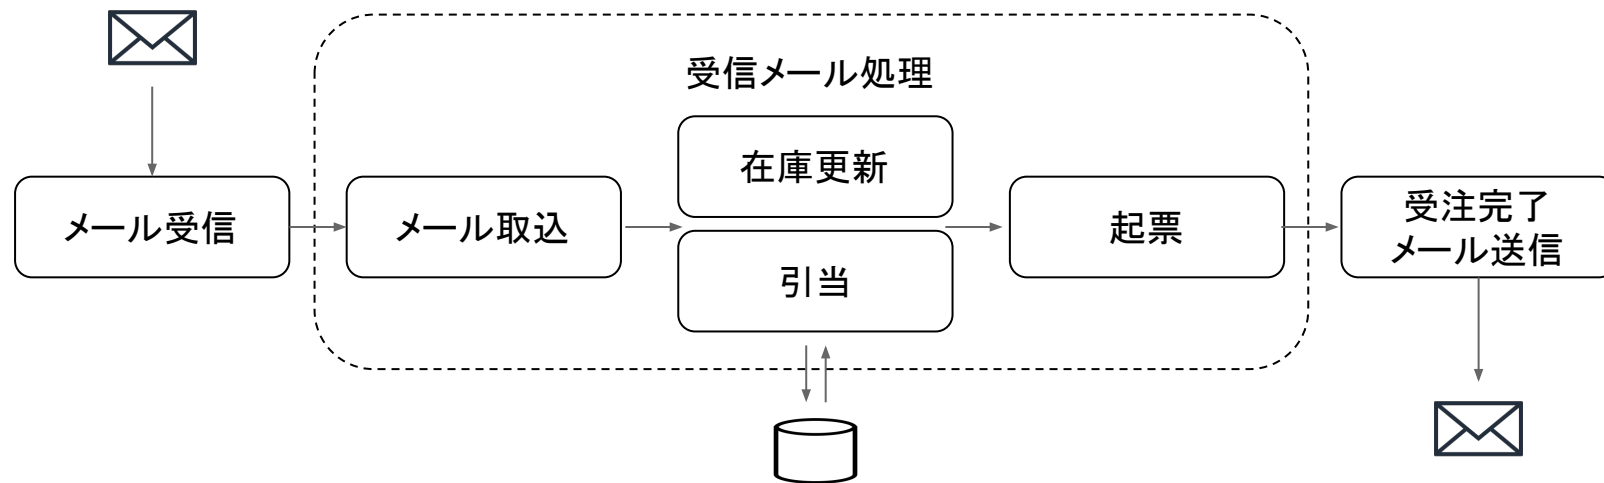 受信メール処理
メール受信
メール取込
在庫更新
引当
起票
受注完了
メール送信